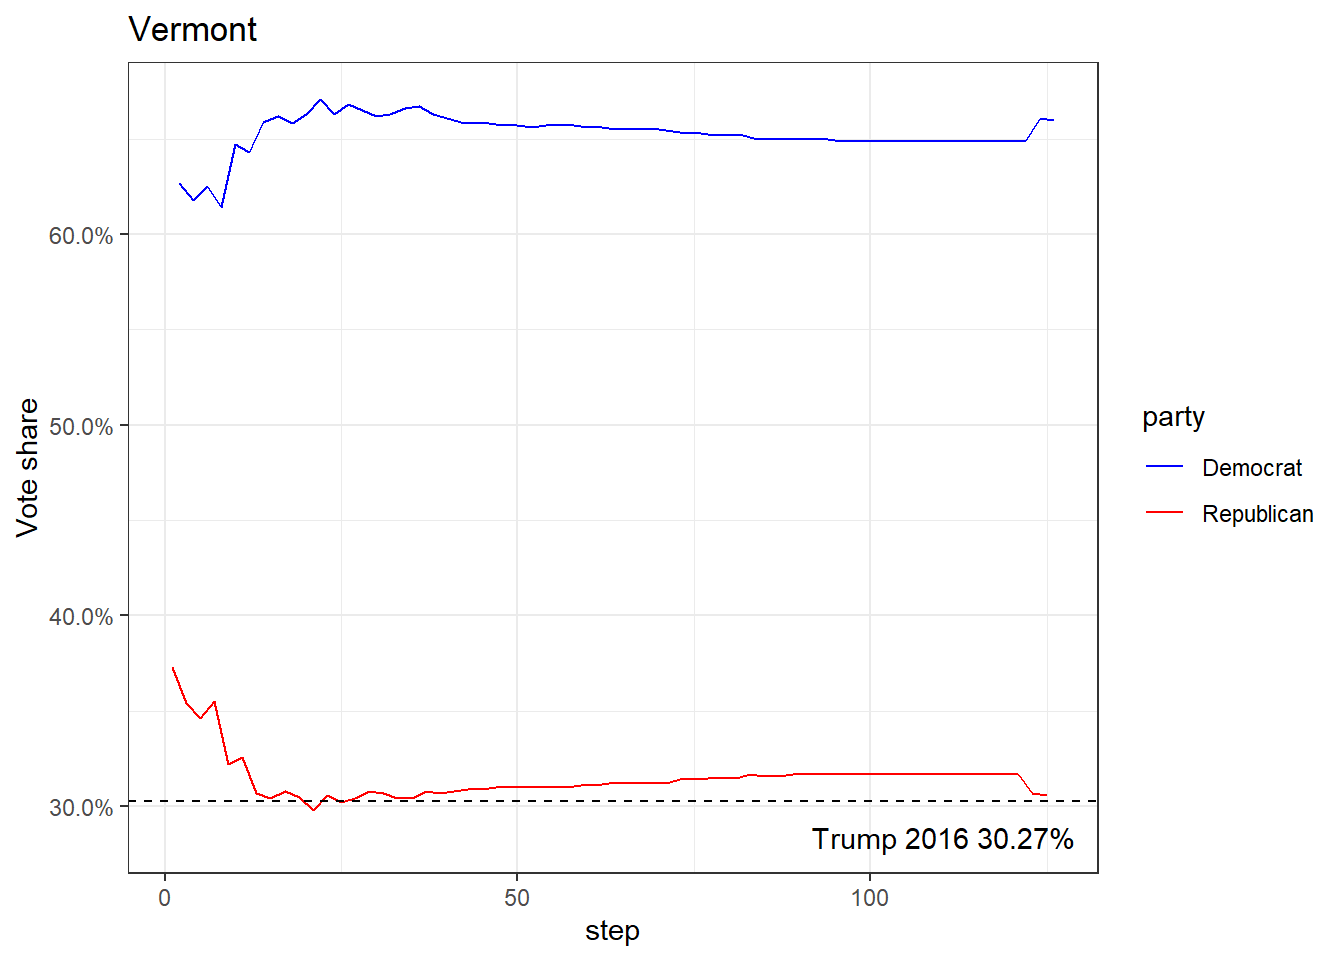 Vermont
60.0%
50.0%
40.0%
30.0%
Vote share
Trump 2016 30.27%
0
50
100
step
party
Democrat
Republican